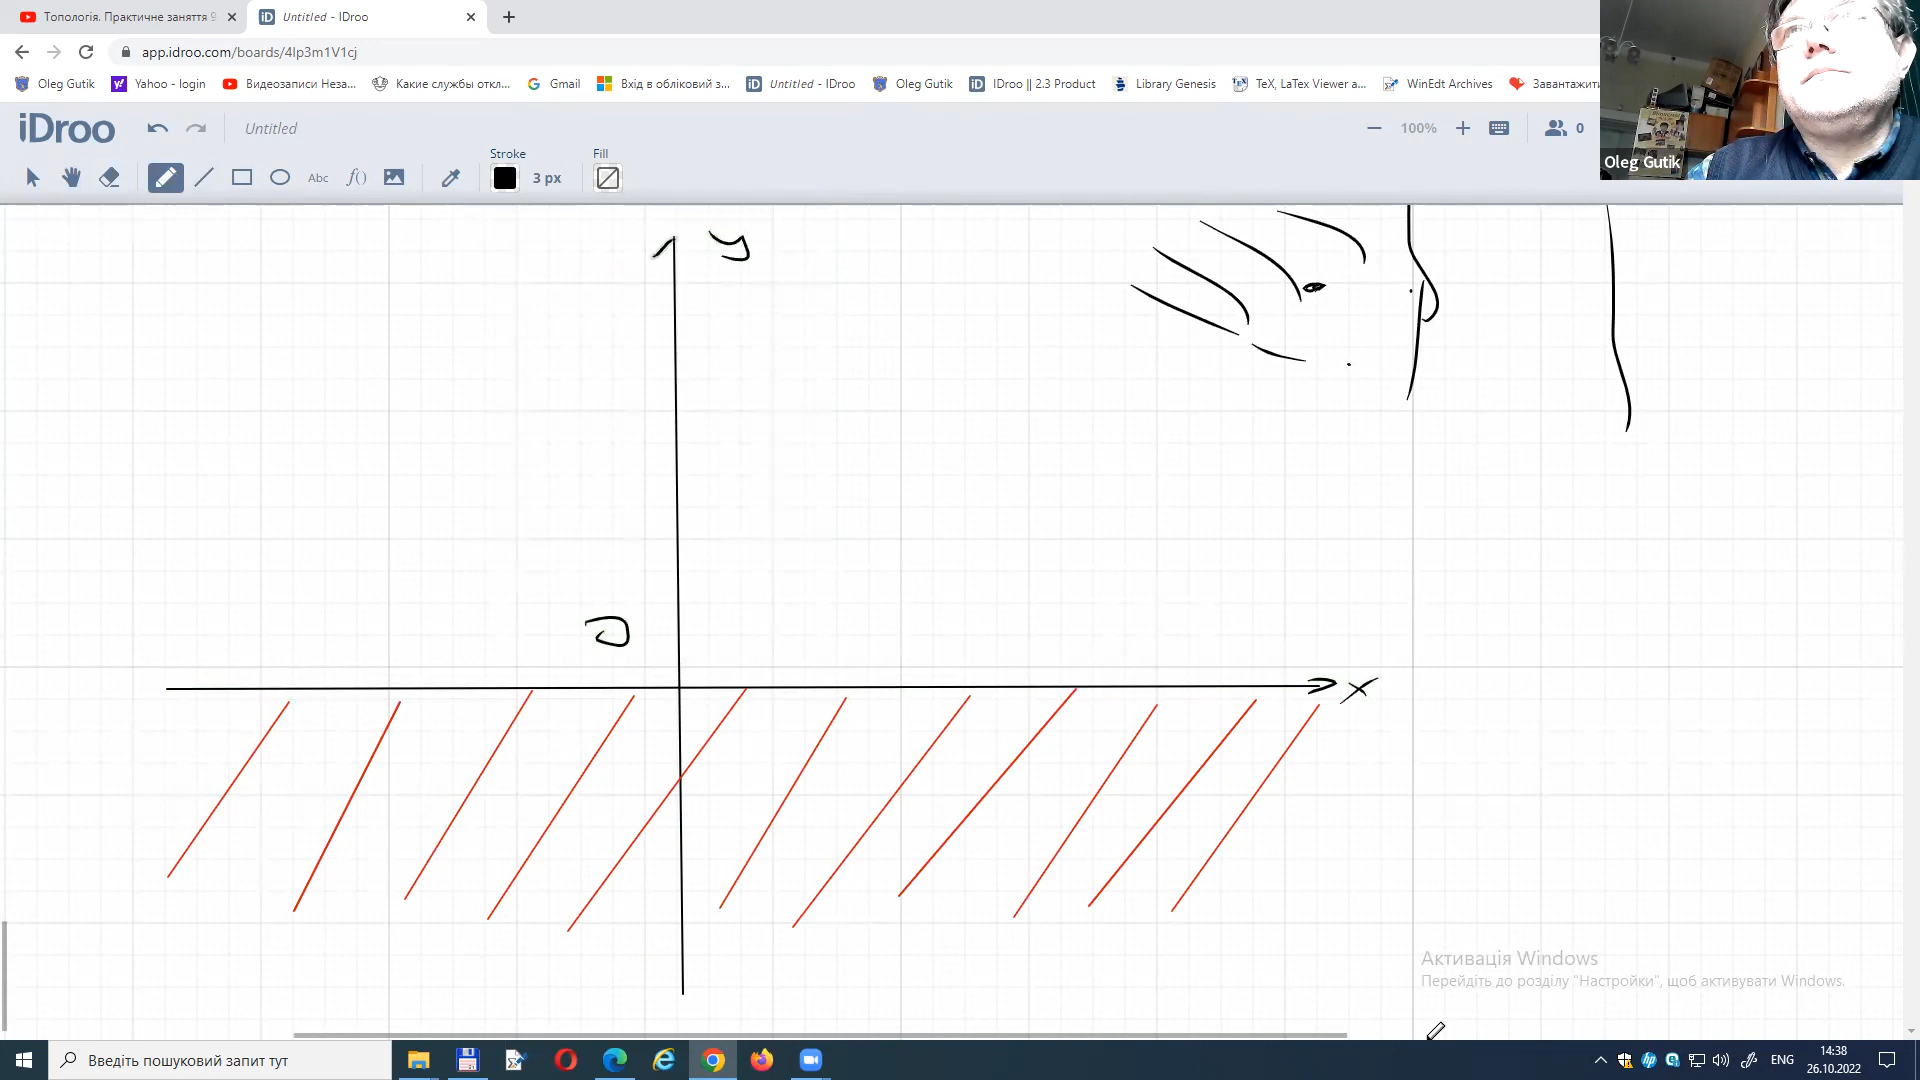 Топологія. Практичне заняття 9
Untitled - IDroo
app.idroo.com/boards/4lp3m1V1cj
Oleg Gutik
Yahoo - login
Видеозаписи Неза...
Какие службы откл...
Gmail
Вхід в обліковий з...
Untitled - IDroo
Oleg Gutik
IDroo || 2.3 Product
Library Genesis
TeX, LaTex Viewer a...
WinEdt Archives
Завантажити
iDroo
Untitled
100%
0
Stroke
Fill
Abc
f()
3 px
Oleg Gutik
y
x
Активація Windows
Перейдіть до розділу "Настройки", щоб активувати Windows.
Введіть пошуковий запит тут
ENG
14:38
26.10.2022